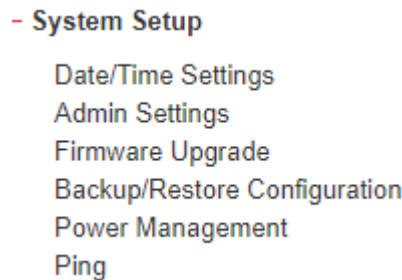 - System Setup
Date/Time Settings
Admin Settings
Firmware Upgrade
Backup/Restore Configuration
Power Management
Ping